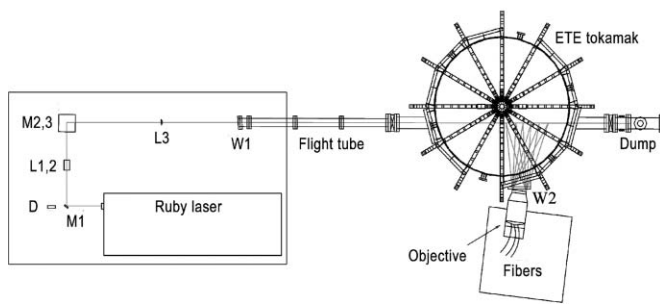 ETE tokamak
M2,3
L3
W1
Flight tube
Dump
L1,2
D
M1
Ruby laser
W2
Objective
Fibers